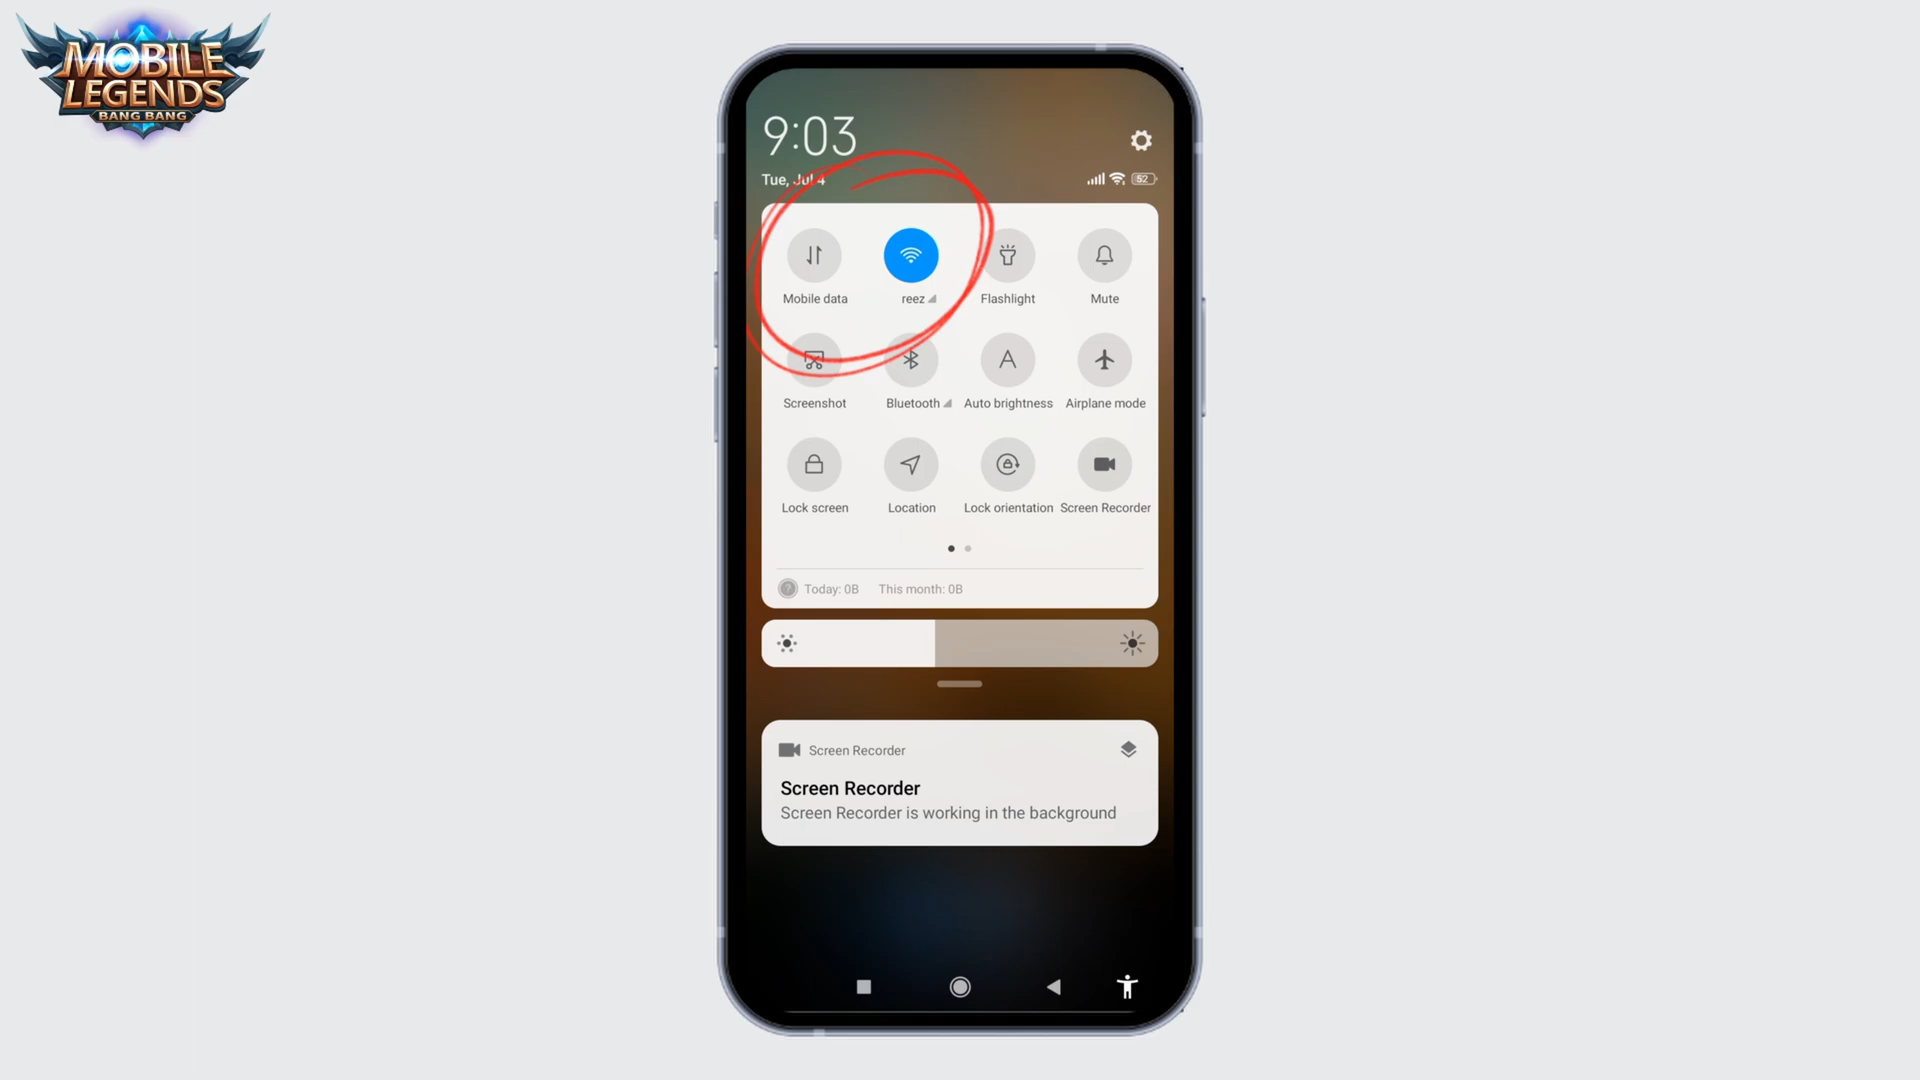 MOBILE
LEGENDS
BANG BANG
9:03
Tue, Jul 4
52
Mobile data
reez
Flashlight
Mute
Screenshot
Bluetooth
Auto brightness
Airplane mode
Lock screen
Location
Lock orientation
Screen Recorder
Today: 0B
This month: 0B
Screen Recorder
Screen Recorder
Screen Recorder is working in the background